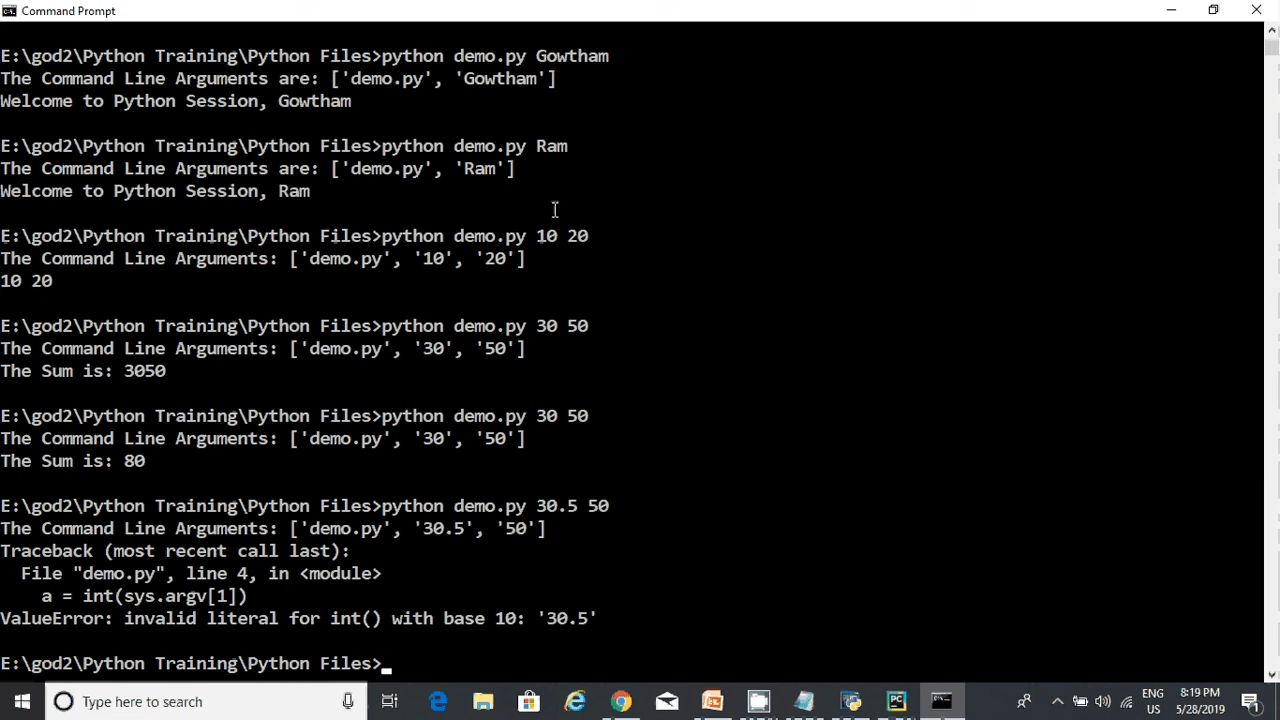 Command Prompt
E:\god2\Python Training\Python Files>python demo.py Gowtham
The Command Line Arguments are: ['demo.py', 'Gowtham']
Welcome to Python Session, Gowtham
E:\god2\Python Training\Python Files>python demo.py Ram
The Command Line Arguments are: ['demo.py', 'Ram']
Welcome to Python Session, Ram
E:\god2\Python Training\Python Files>python demo.py 10 20
The Command Line Arguments: ['demo.py', '10', '20']
10 20
E:\god2\Python Training\Python Files>python demo.py 30 50
The Command Line Arguments: ['demo.py', '30', '50']
The Sum is: 3050
E:\god2\Python Training\Python Files>python demo.py 30 50
The Command Line Arguments: ['demo.py', '30', '50']
The Sum is: 80
E:\god2\Python Training\Python Files>python demo.py 30.5 50
The Command Line Arguments: ['demo.py', '30.5', '50']
Traceback (most recent call last):
  File "demo.py", line 4, in <module>
    a = int(sys.argv[1])
ValueError: invalid literal for int() with base 10: '30.5'
E:\god2\Python Training\Python Files>
Type here to search
ENG 8:19 PM
US 5/28/2019